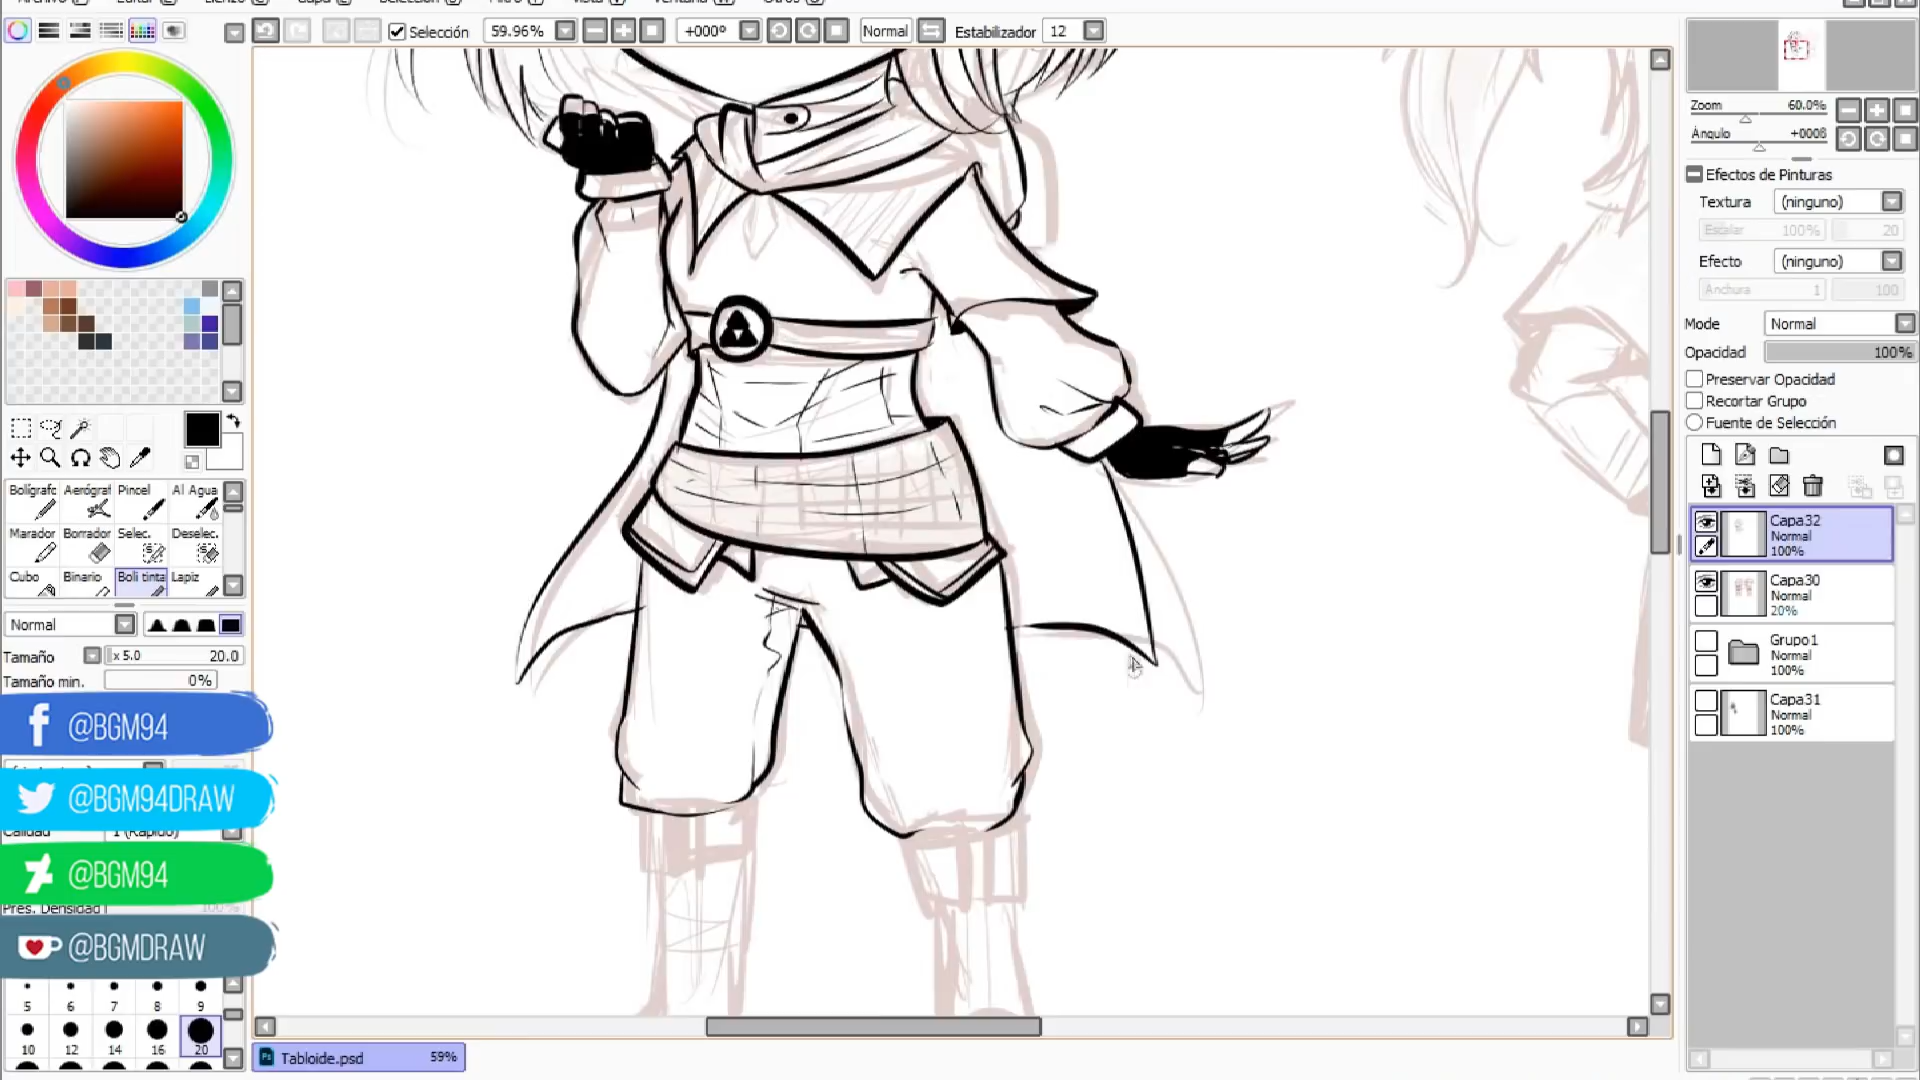 Selección
59.96%
+000º
Normal
Estabilizador
12
Zoom
60.0%
Ángulo
Efectos de Pinturas
Textura
(ninguno)
Escalar
100%
20
Efecto
(ninguno)
Anchura
1
100
Mode
Normal
Opacidad
100%
Preservar Opacidad
Recortar Grupo
Fuente de Selección
Capa32
Normal
100%
Capa30
Normal
20%
Grupo1
Normal
100%
Capa31
Normal
100%
Bolígrafc
Aerógraf
Pincel
Al Agua
Marador
Borrador
Selec.
Deselec.
Cubo
Binario
Boli tinta
Lapiz
Normal
Tamaño
x 5.0
20.0
Tamaño min.
0%
@BGM94
@BGM94DRAW
Calidad
1 (Rapido)
@BGM94
Pres. Densidad
100%
@BGMDRAW
5
6
7
8
9
10
12
14
16
20
Tabloide.psd
59%